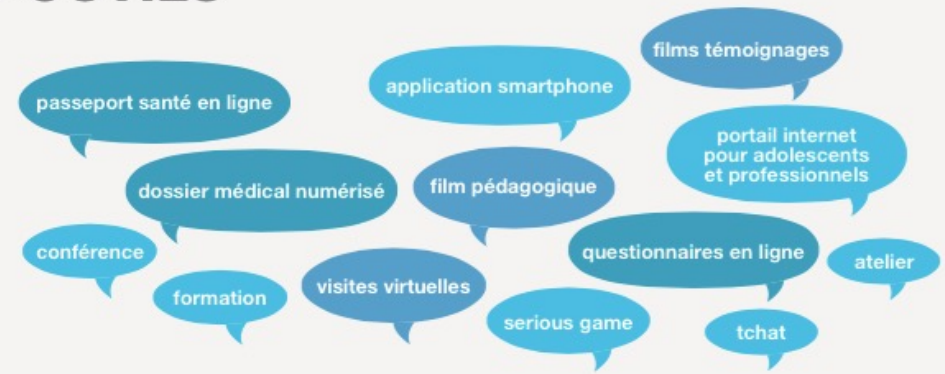 films témoignages
application smartphone
passeport santé en ligne
portail internet
pour adolescents
et professionnels
dossier médical numérisé
film pédagogique
conférence
questionnaires en ligne
atelier
formation
visites virtuelles
serious game
tchat